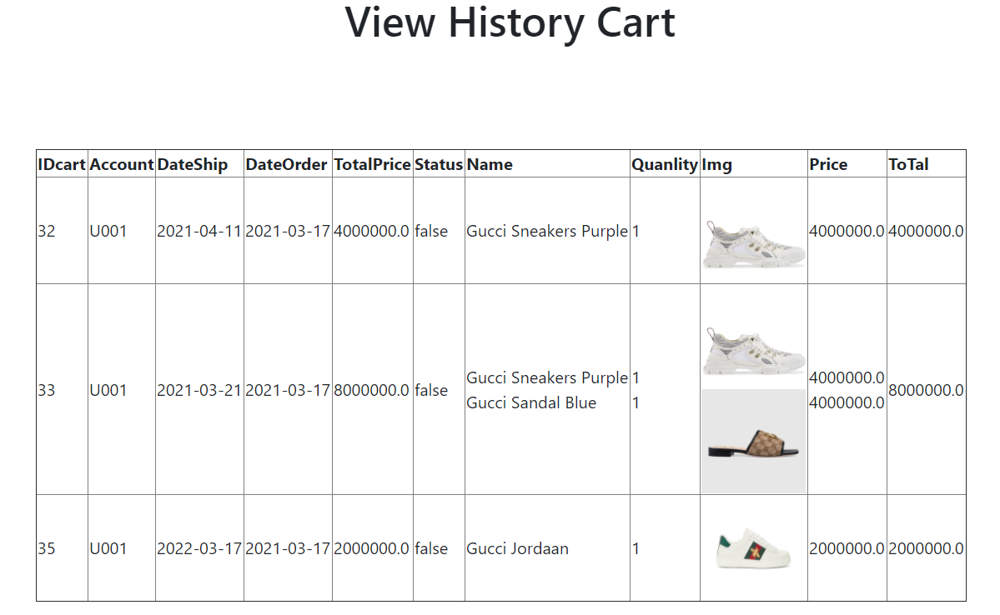 View History Cart
IDcart Account DateShip DateOrder TotalPrice Status Name Quanlity Img Price ToTal
32 U001 2021-04-11 2021-03-17 4000000.0 false Gucci Sneakers Purple 1 4000000.0 4000000.0
33 U001 2021-03-21 2021-03-17 8000000.0 false Gucci Sneakers Purple 1 4000000.0 8000000.0
Gucci Sandal Blue 1 4000000.0
35 U001 2022-03-17 2021-03-17 2000000.0 false Gucci Jordaan 1 2000000.0 2000000.0